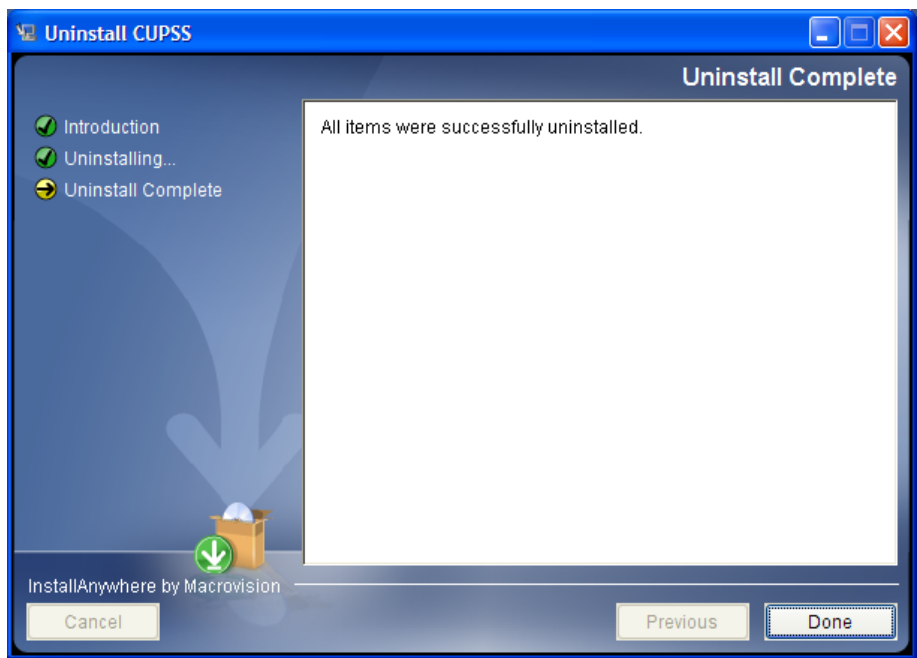 Uninstall CUPSS
Uninstall Complete
Introduction
Uninstalling...
Uninstall Complete
All items were successfully uninstalled.
InstallAnywhere by Macrovision
Cancel
Previous
Done